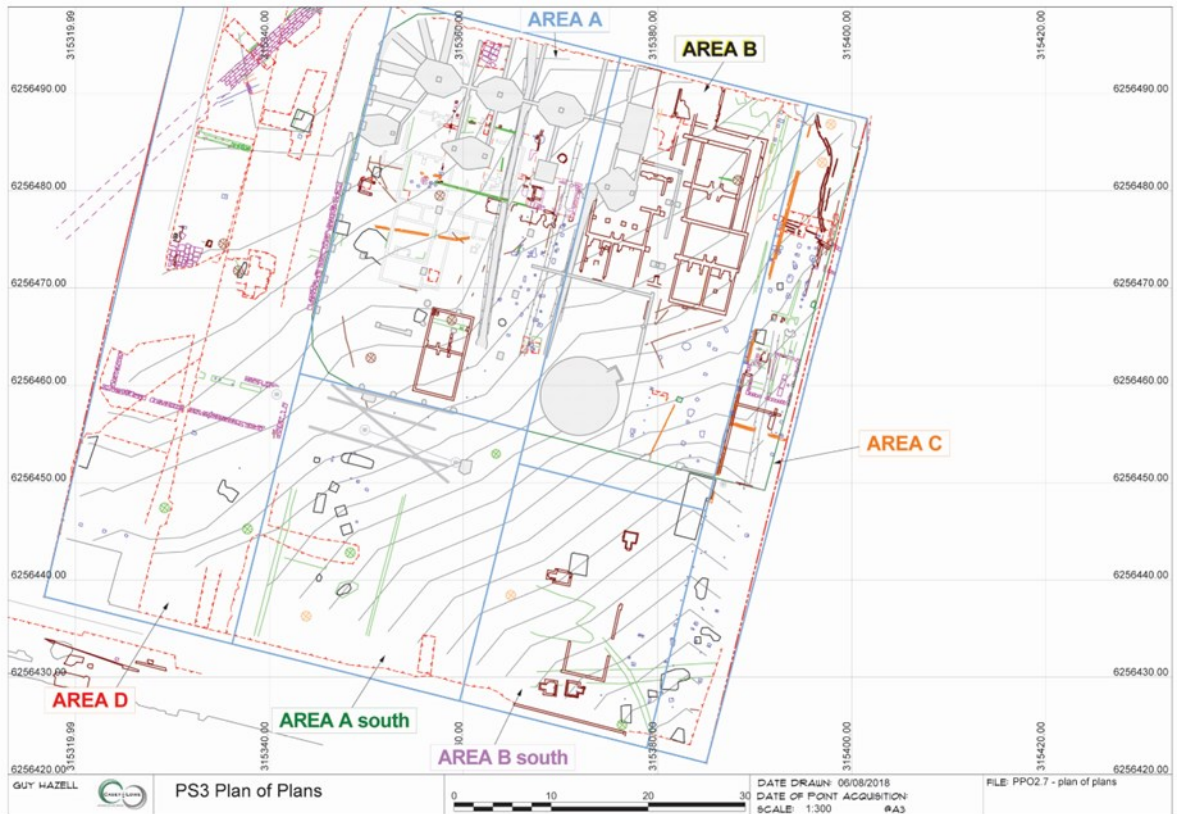 315319.99
315340.00
315360.00
315380.00
315400.00
315420.00
AREA A
AREA B
6256490.00
6256490.00
6256480.00
6256480.00
6256470.00
6256470.00
6256460.00
6256460.00
AREA C
6256450.00
6256450.00
6256440.00
6256440.00
6256430.00
6256430.00
AREA D
AREA A south
AREA B south
315319.99
315340.00
315380.00
315400.00
315420.00
6256420.00
6256420.00
GUY HAZELL
CASEY & LOWE
PS3 Plan of Plans
0 10 20 30
DATE DRAWN: 06/08/2018
DATE OF POINT ACQUISITION:
SCALE: 1:300 @A3
FILE: PPO2.7 - plan of plans